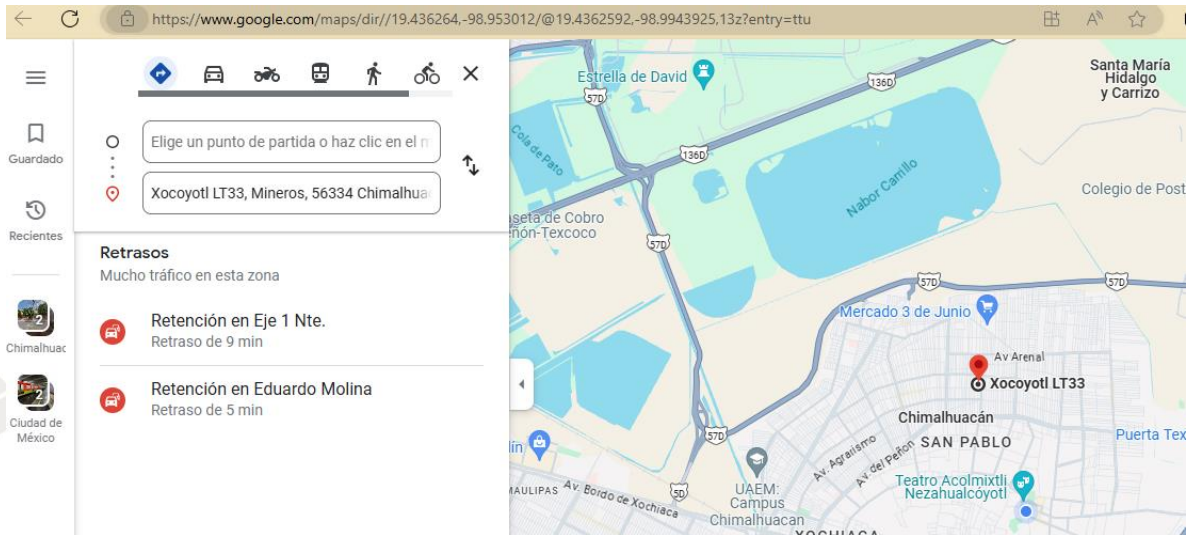 https://www.google.com/maps/dir//19.436264,-98.953012/@19.4362592,-98.9943925,13z?entry=ttu
Guardado
Recientes
2
Chimalhuac
2
Ciudad de
México
Elige un punto de partida o haz clic en el m
Xocoyotl LT33, Mineros, 56334 Chimalhua
Retrasos
Mucho tráfico en esta zona
Retención en Eje 1 Nte.
Retraso de 9 min
Retención en Eduardo Molina
Retraso de 5 min
Estrella de David
57D
136D
Santa María
Hidalgo
y Carrizo
Cola de Pato
136D
Nabor Carrillo
Colegio de Post
aseta de Cobro
eñón-Texcoco
57D
57D
57D
Mercado 3 de Junio
Av Arenal
Xocoyotl LT33
Chimalhuacán
SAN PABLO
Puerta Tex
57D
Av. Agrarismo
Av. del Peñon
UAEM:
Campus
Chimalhuacan
Teatro Acolmixtli
Nezahualcóyotl
lín
AULIPAS
Av. Bordo de Xochiaca
5D
XOCHIACA